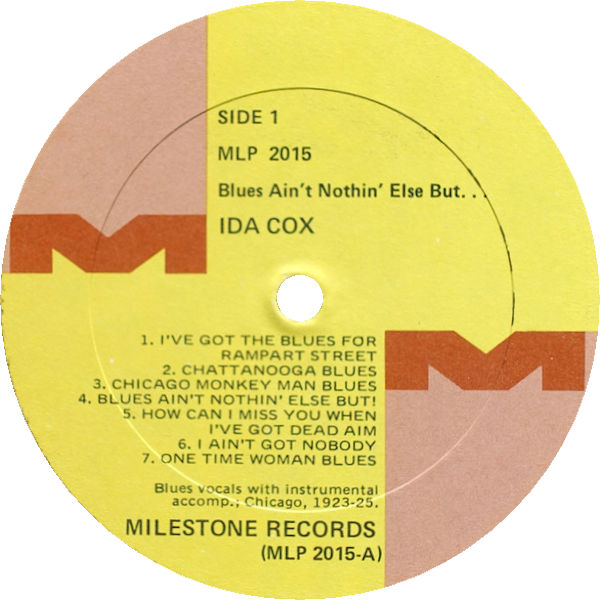 SIDE 1
MLP 2015
Blues Ain't Nothin' Else But. . .
IDA COX
1. I'VE GOT THE BLUES FOR
RAMPART STREET
2. CHATTANOOGA BLUES
3. CHICAGO MONKEY MAN BLUES
4. BLUES AIN'T NOTHIN' ELSE BUT!
5. HOW CAN I MISS YOU WHEN
I'VE GOT DEAD AIM
6. I AIN'T GOT NOBODY
7. ONE TIME WOMAN BLUES
Blues vocals with instrumental
accomp., Chicago, 1923-25.
MILESTONE RECORDS
(MLP 2015-A)